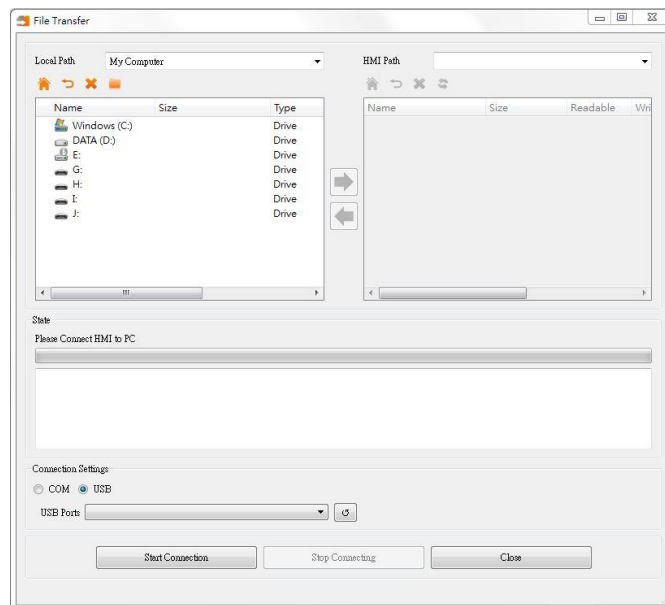 File Transfer
Local Path My Computer
HMI Path
Name Size Type
Windows (C:) Drive
DATA (D:) Drive
E: Drive
G: Drive
H: Drive
I: Drive
J: Drive
Name Size Readable Wri
State
Please Connect HMI to PC
Connection Settings
COM USB
USB Ports
Start Connection Stop Connecting Close